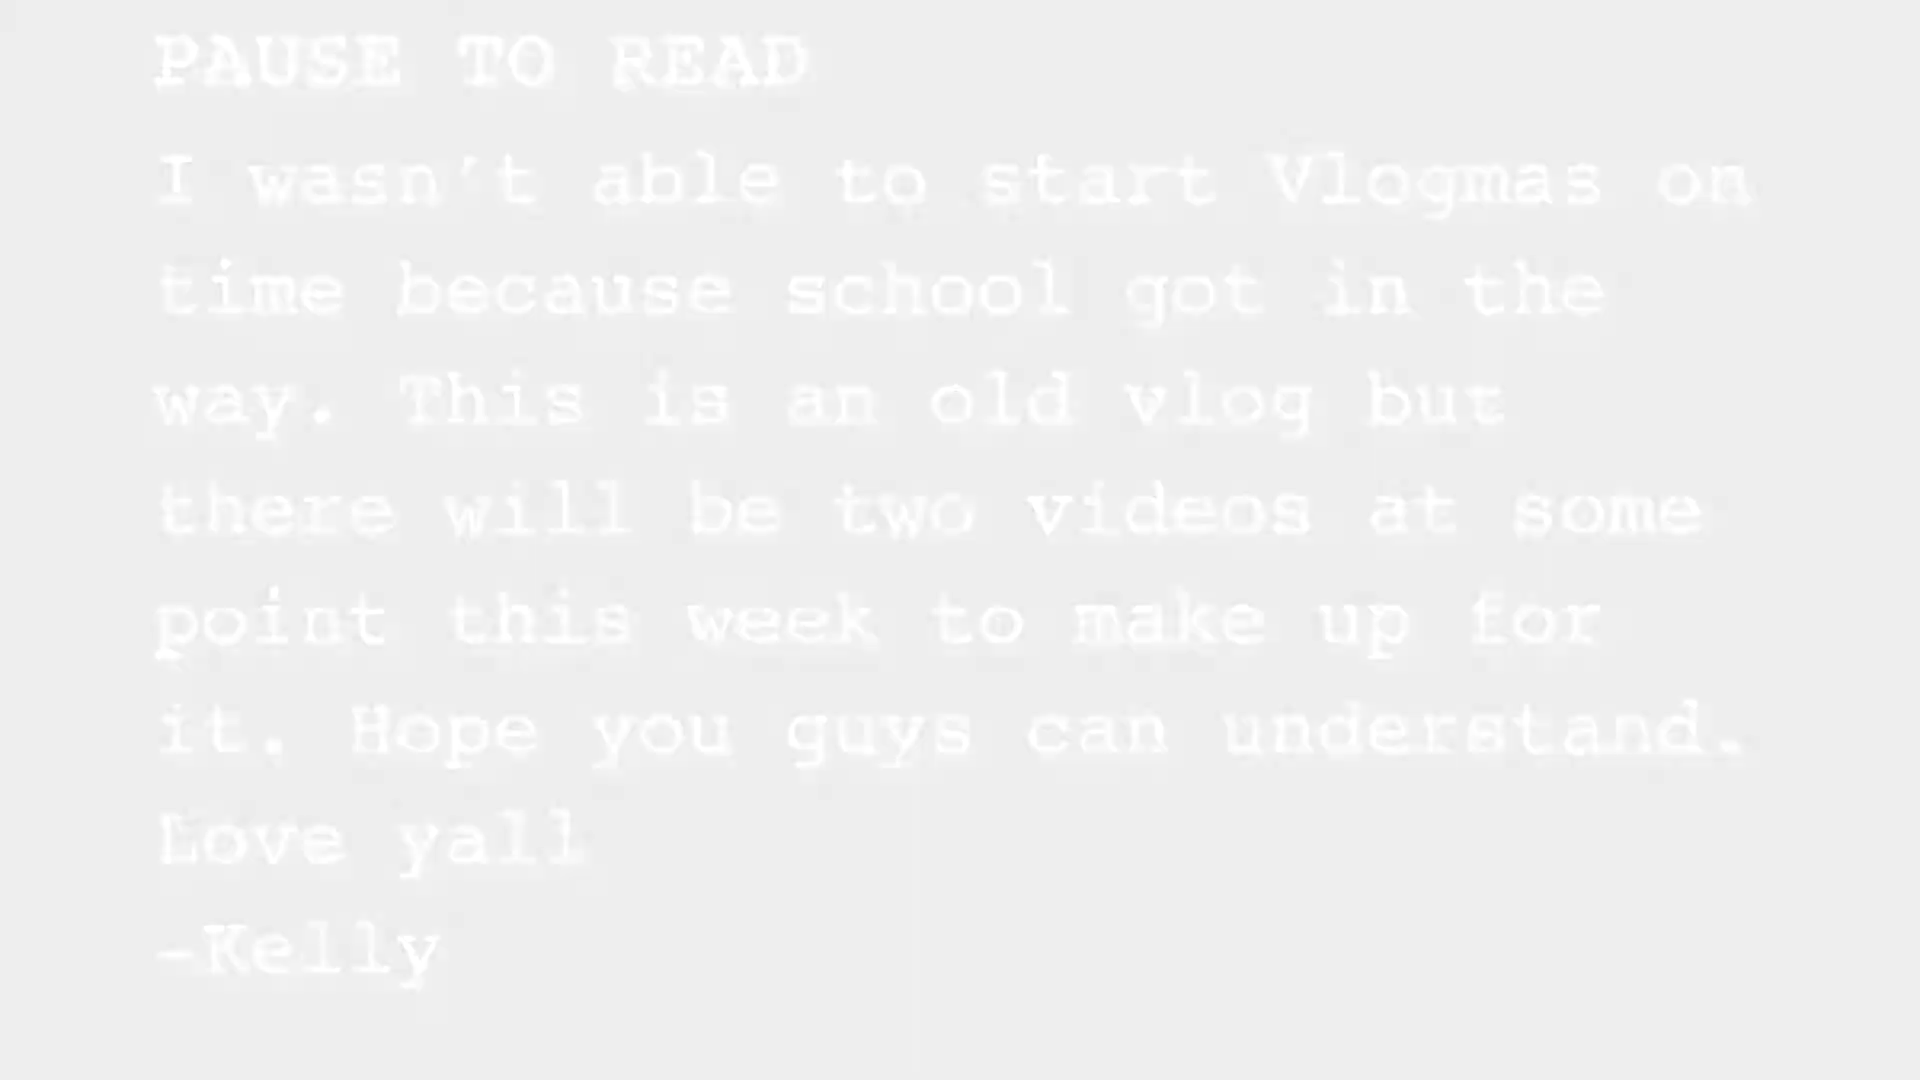 PAUSE TO READ
I wasn't able to start Vlogmas on
time because school got in the
way. This is an old vlog but
there will be two videos at some
point this week to make up for
it. Hope you guys can understand.
Love yall
-Kelly